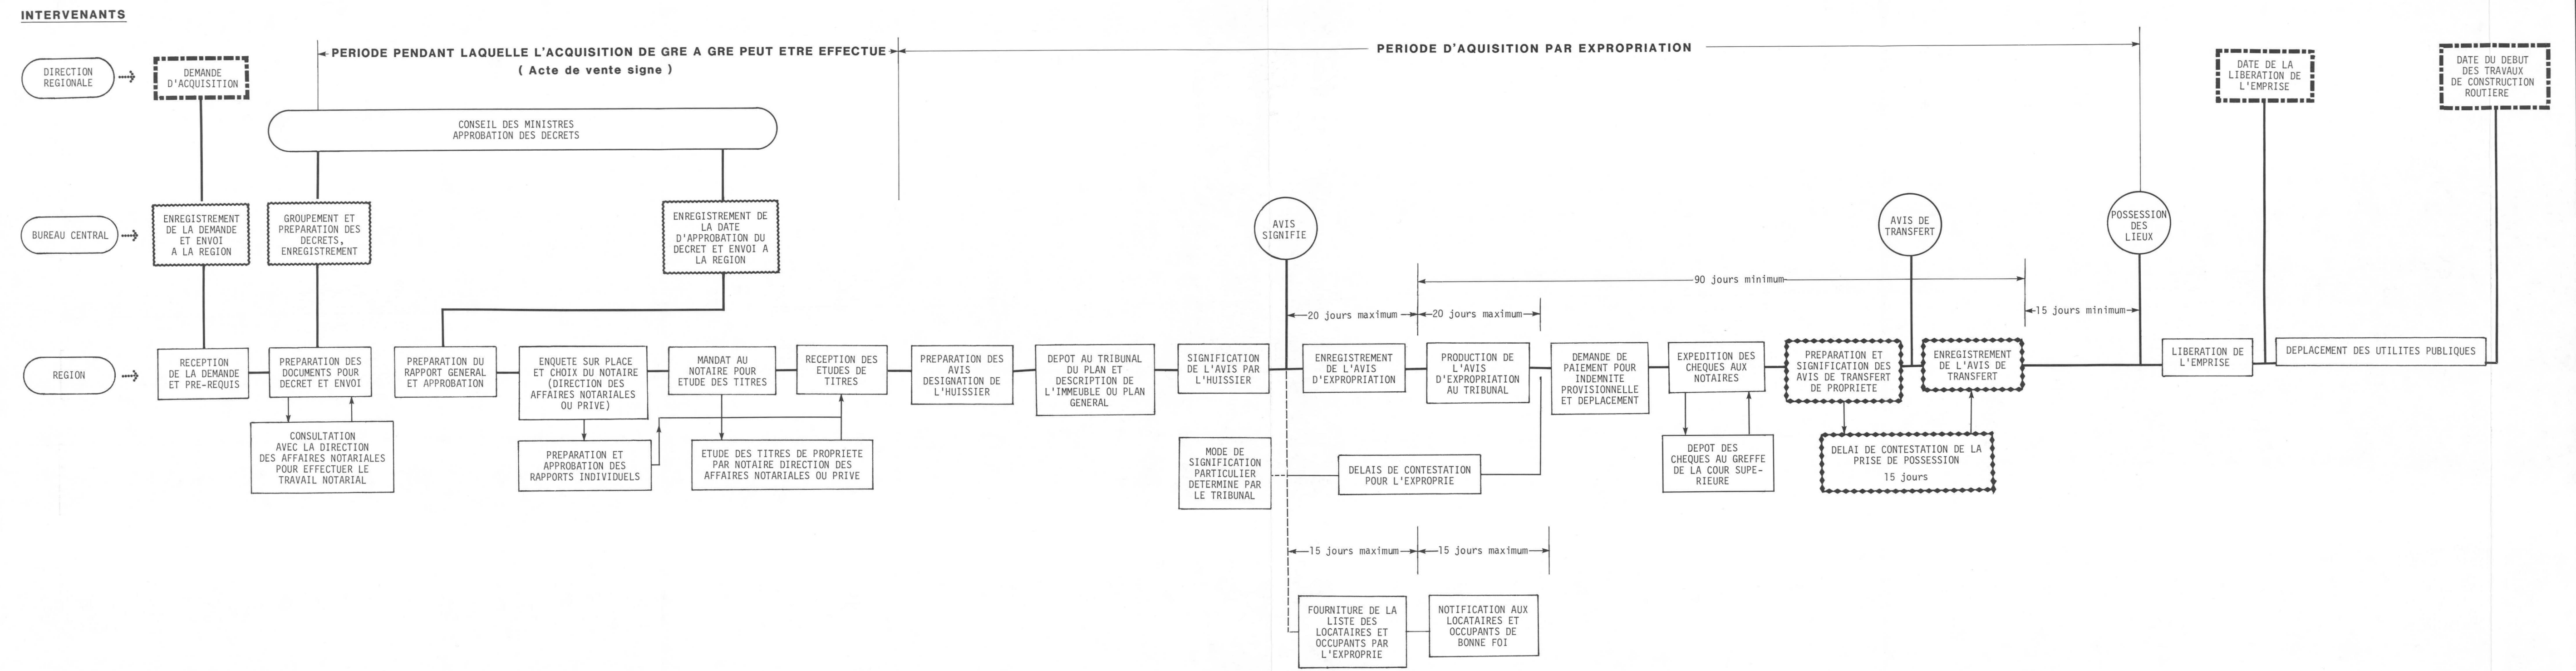 INTERVENANTS
PERIODE PENDANT LAQUELLE L'ACQUISITION DE GRE A GRE PEUT ETRE EFFECTUE
( Acte de vente signe )
PERIODE D'AQUISITION PAR EXPROPRIATION
DIRECTION
REGIONALE
DEMANDE
D'ACQUISITION
DATE DE LA
LIBERATION DE
L'EMPRISE
DATE DU DEBUT
DES TRAVAUX
DE CONSTRUCTION
ROUTIERE
CONSEIL DES MINISTRES
APPROBATION DES DECRETS
BUREAU CENTRAL
ENREGISTREMENT
DE LA DEMANDE
ET ENVOI
A LA REGION
GROUPEMENT ET
PREPARATION DES
DECRETS,
ENREGISTREMENT
ENREGISTREMENT DE
LA DATE
D'APPROBATION DU
DECRET ET ENVOI A
LA REGION
AVIS
SIGNIFIE
AVIS DE
TRANSFERT
POSSESSION
DES
LIEUX
90 jours minimum
20 jours maximum
20 jours maximum
15 jours minimum
REGION
RECEPTION
DE LA DEMANDE
ET PRE-REQUIS
PREPARATION DES
DOCUMENTS POUR
DECRET ET ENVOI
PREPARATION DU
RAPPORT GENERAL
ET APPROBATION
ENQUETE SUR PLACE
ET CHOIX DU NOTAIRE
(DIRECTION DES
AFFAIRES NOTARIALES
OU PRIVE)
MANDAT AU
NOTAIRE POUR
ETUDE DES TITRES
RECEPTION DES
ETUDES DE
TITRES
PREPARATION DES
AVIS
DESIGNATION DE
L'HUISSIER
DEPOT AU TRIBUNAL
DU PLAN ET
DESCRIPTION DE
L'IMMEUBLE OU PLAN
GENERAL
SIGNIFICATION
DE L'AVIS PAR
L'HUISSIER
ENREGISTREMENT
DE L'AVIS
D'EXPROPRIATION
PRODUCTION DE
L'AVIS
D'EXPROPRIATION
AU TRIBUNAL
DEMANDE DE
PAIEMENT POUR
INDEMNITE
PROVISIONNELLE
ET DEPLACEMENT
EXPEDITION DES
CHEQUES AUX
NOTAIRES
PREPARATION ET
SIGNIFICATION DES
AVIS DE TRANSFERT
DE PROPRIETE
ENREGISTREMENT
DE L'AVIS DE
TRANSFERT
LIBERATION DE
L'EMPRISE
DEPLACEMENT DES UTILITES PUBLIQUES
CONSULTATION
AVEC LA DIRECTION
DES AFFAIRES NOTARIALES
POUR EFFECTUER LE
TRAVAIL NOTARIAL
PREPARATION ET
APPROBATION DES
RAPPORTS INDIVIDUELS
ETUDE DES TITRES DE PROPRIETE
PAR NOTAIRE DIRECTION DES
AFFAIRES NOTARIALES OU PRIVE
MODE DE
SIGNIFICATION
PARTICULIER
DETERMINE PAR
LE TRIBUNAL
DELAIS DE CONTESTATION
POUR L'EXPROPRIE
DEPOT DES
CHEQUES AU GREFFE
DE LA COUR SUPE-
RIEURE
DELAI DE CONTESTATION DE LA
PRISE DE POSSESSION
15 jours
15 jours maximum
15 jours maximum
FOURNITURE DE LA
LISTE DES
LOCATAIRES ET
OCCUPANTS PAR
L'EXPROPRIE
NOTIFICATION AUX
LOCATAIRES ET
OCCUPANTS DE
BONNE FOI